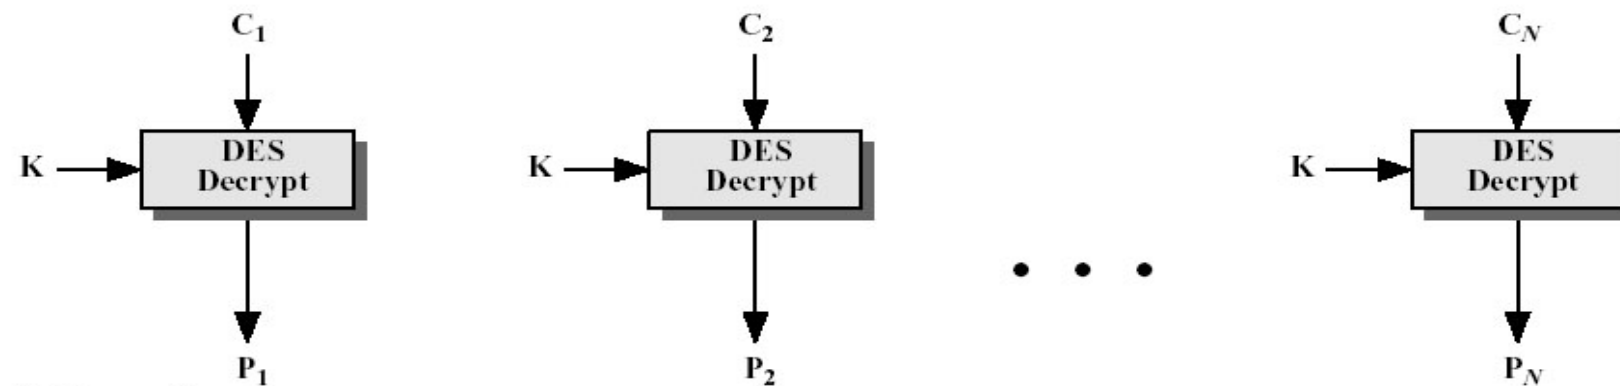 C1 C2 CN
K DES Decrypt K DES Decrypt K DES Decrypt
P1 P2 PN